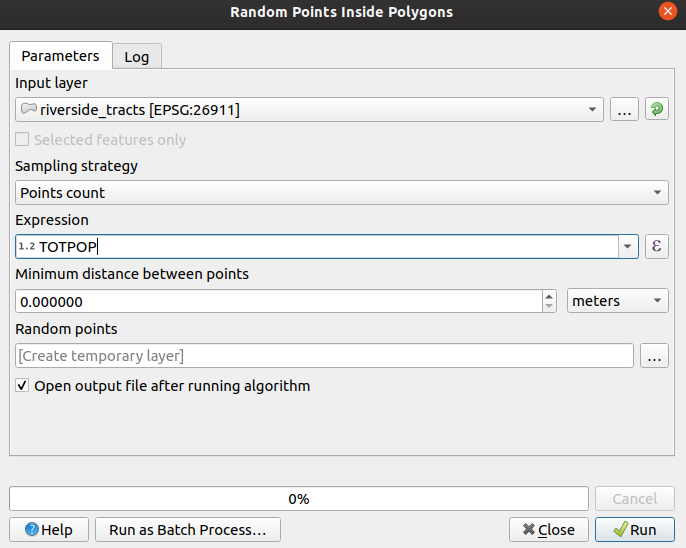 Random Points Inside Polygons
Parameters Log
Input layer
riverside_tracts [EPSG:26911] ...
Selected features only
Sampling strategy
Points count
Expression
1.2 TOTPOP ε
Minimum distance between points
0.000000 meters
Random points
[Create temporary layer] ...
Open output file after running algorithm
0% Cancel
Help Run as Batch Process... Close Run